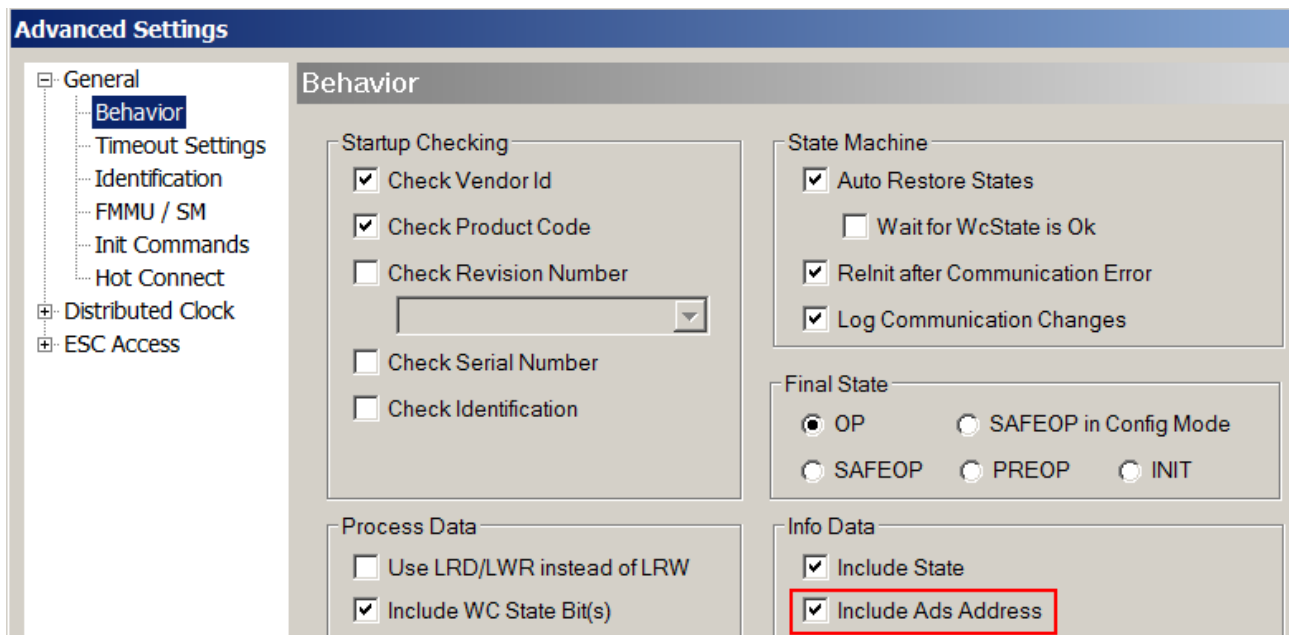 Advanced Settings
General
Behavior
Timeout Settings
Identification
FMMU / SM
Init Commands
Hot Connect
Distributed Clock
ESC Access
Behavior
Startup Checking
Check Vendor Id
Check Product Code
Check Revision Number
Check Serial Number
Check Identification
State Machine
Auto Restore States
Wait for WcState is Ok
ReInit after Communication Error
Log Communication Changes
Final State
OP
SAFEOP in Config Mode
SAFEOP
PREOP
INIT
Process Data
Use LRD/LWR instead of LRW
Include WC State Bit(s)
Info Data
Include State
Include Ads Address